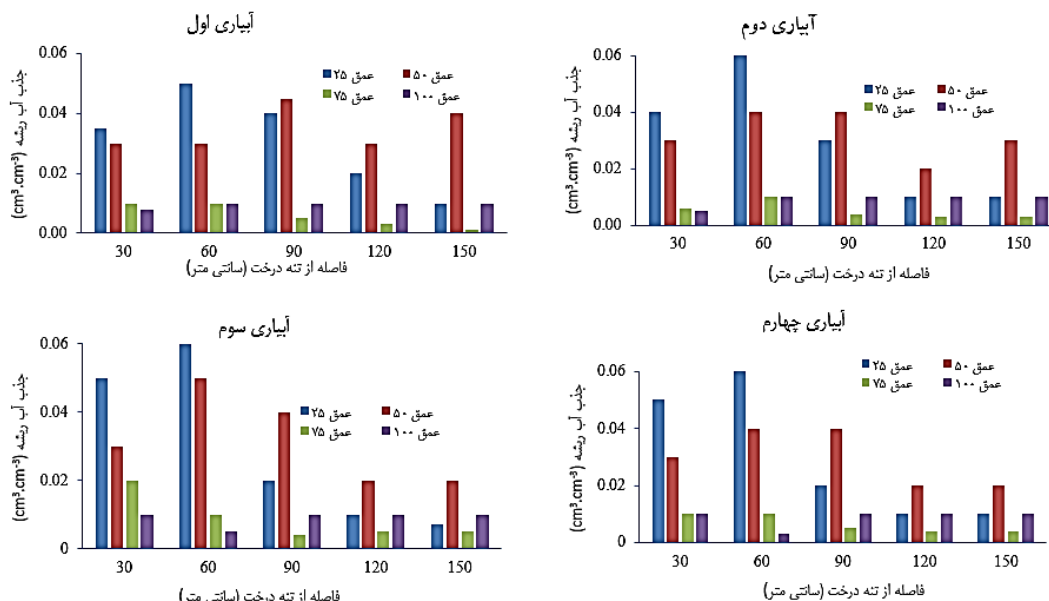 آبیاری اول
جذب آب ریشه (cm³.cm⁻³)
0.06
0.04
0.02
0.00
عمق ۲۵
عمق ۵۰
عمق ۷۵
عمق ۱۰۰
30 60 90 120 150
فاصله از تنه درخت (سانتی متر)
آبیاری دوم
جذب آب ریشه (cm³.cm⁻³)
0.06
0.04
0.02
0.00
عمق ۲۵
عمق ۵۰
عمق ۷۵
عمق ۱۰۰
30 60 90 120 150
فاصله از تنه درخت (سانتی متر)
آبیاری سوم
جذب آب ریشه (cm³.cm⁻³)
0.06
0.04
0.02
0
عمق ۲۵
عمق ۵۰
عمق ۷۵
عمق ۱۰۰
30 60 90 120 150
فاصله از تنه درخت (سانتی متر)
آبیاری چهارم
جذب آب ریشه (cm³.cm⁻³)
0.06
0.04
0.02
0
عمق ۲۵
عمق ۵۰
عمق ۷۵
عمق ۱۰۰
30 60 90 120 150
فاصله از تنه درخت (سانتی متر)